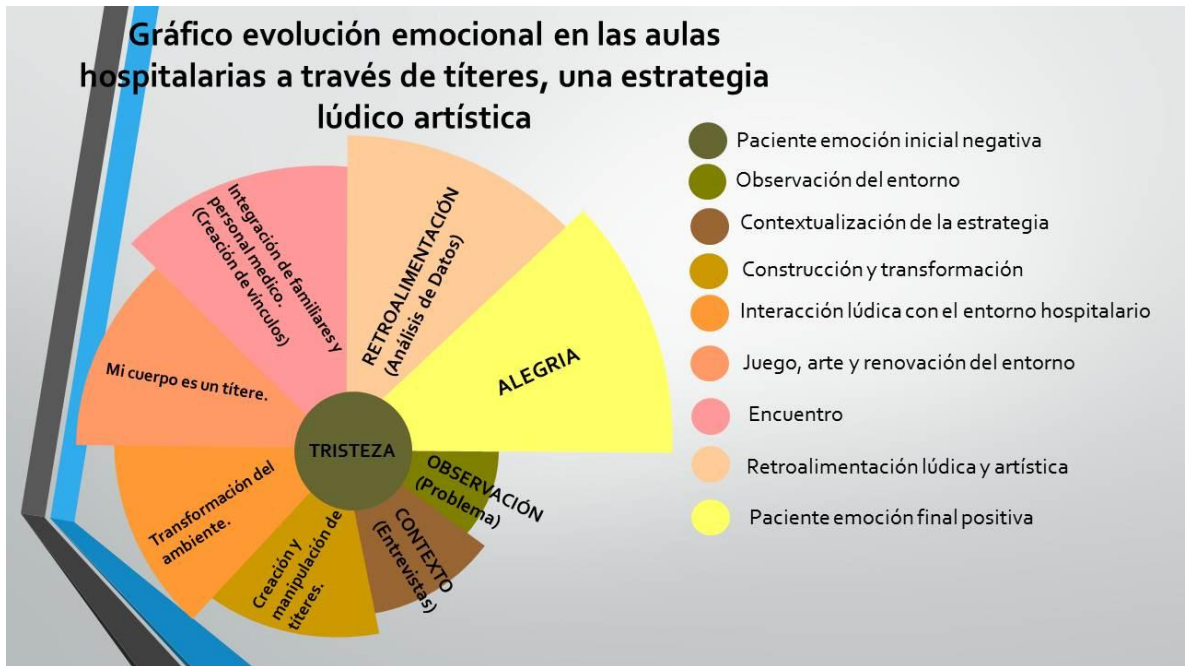 Gráfico evolución emocional en las aulas
hospitalarias a través de títeres, una estrategia
lúdico artística
Integración de familiares y
personal medico.
(Creación de vínculos)
RETROALIMENTACIÓN
(Análisis de Datos)
ALEGRIA
Mi cuerpo es un títere.
TRISTEZA
OBSERVACIÓN
(Problema)
CONTEXTO
(Entrevistas)
Creación y
manipulación de
títeres.
Transformación del
ambiente.
Paciente emoción inicial negativa
Observación del entorno
Contextualización de la estrategia
Construcción y transformación
Interacción lúdica con el entorno hospitalario
Juego, arte y renovación del entorno
Encuentro
Retroalimentación lúdica y artística
Paciente emoción final positiva